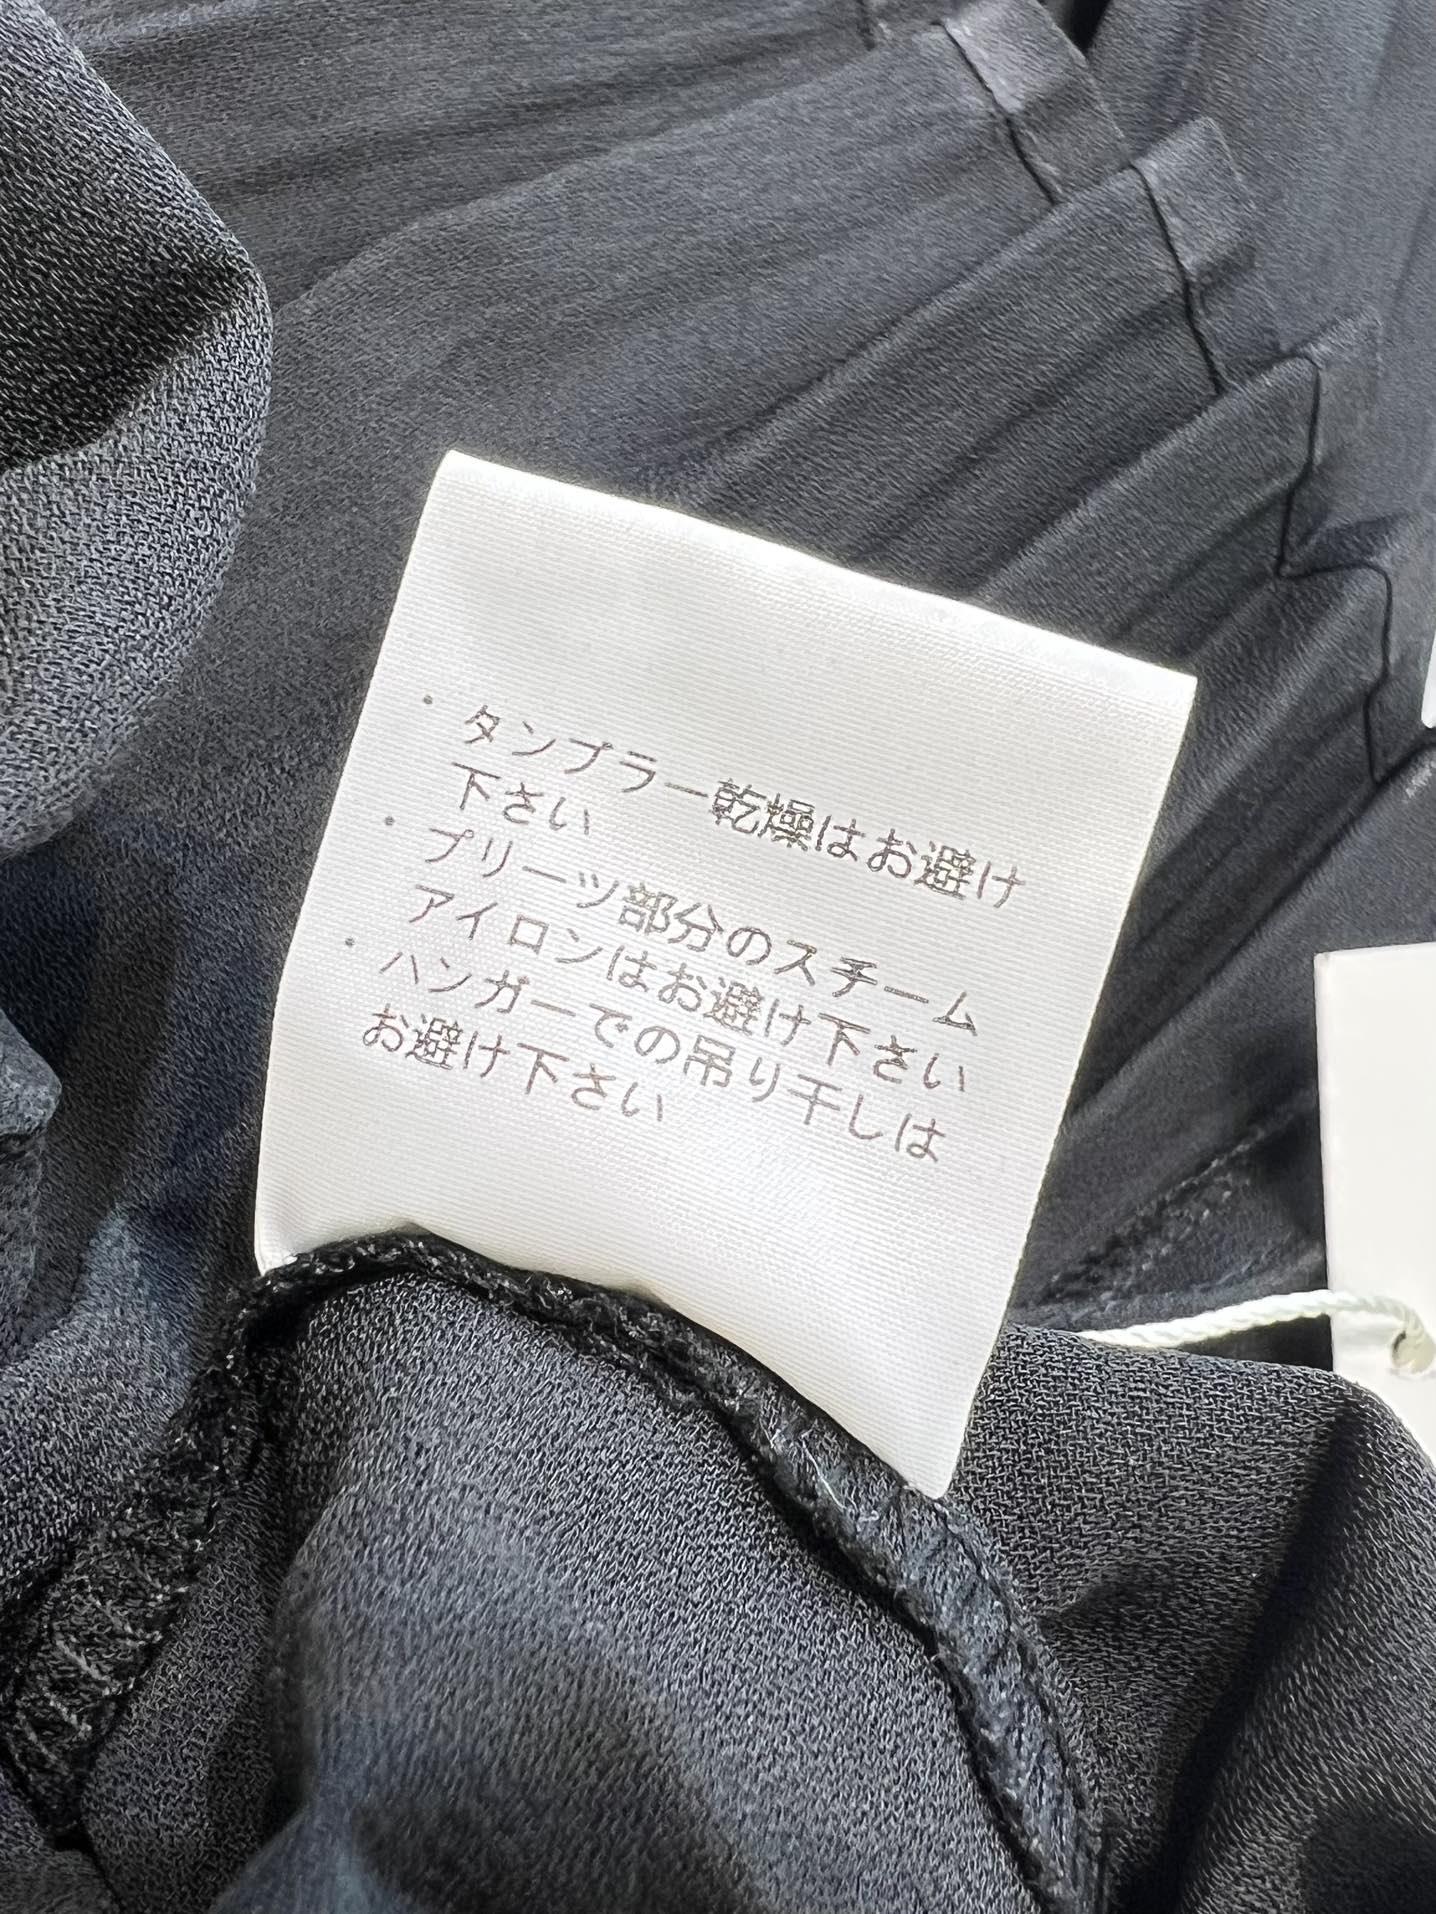 ・タンブラー乾燥はお避け
下さい
・プリーツ部分のスチーム
アイロンはお避け下さい
・ハンガーでの吊り干しは
お避け下さい